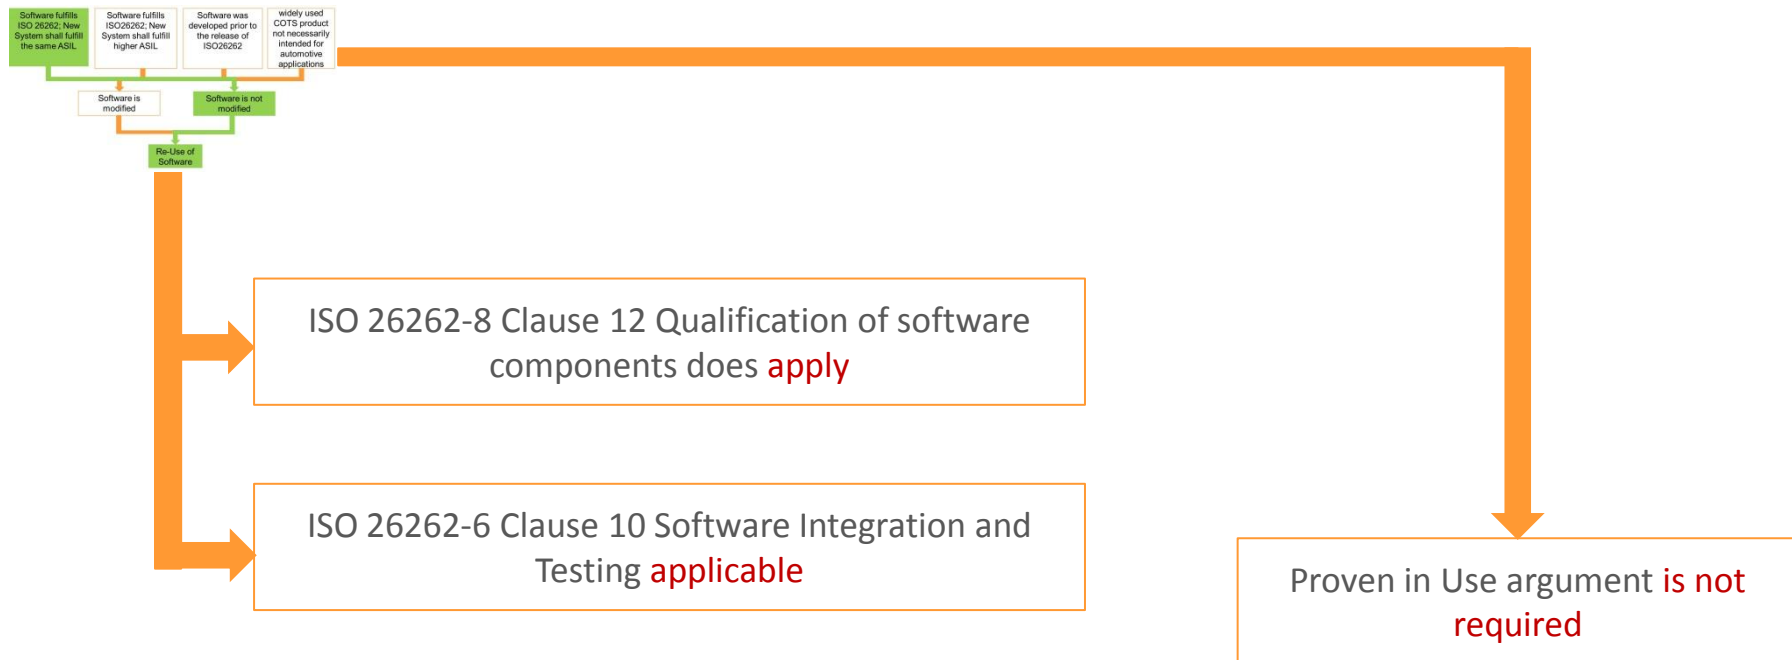 Software fulfills
ISO 26262; New
System shall fulfill
the same ASIL
Software fulfills
ISO26262; New
System shall fulfill
higher ASIL
Software was
developed prior to
the release of
ISO26262
widely used
COTS product
not necessarily
intended for
automotive
applications
Software is
modified
Software is not
modified
Re-Use of
Software
ISO 26262-8 Clause 12 Qualification of software
components does apply
ISO 26262-6 Clause 10 Software Integration and
Testing applicable
Proven in Use argument is not
required